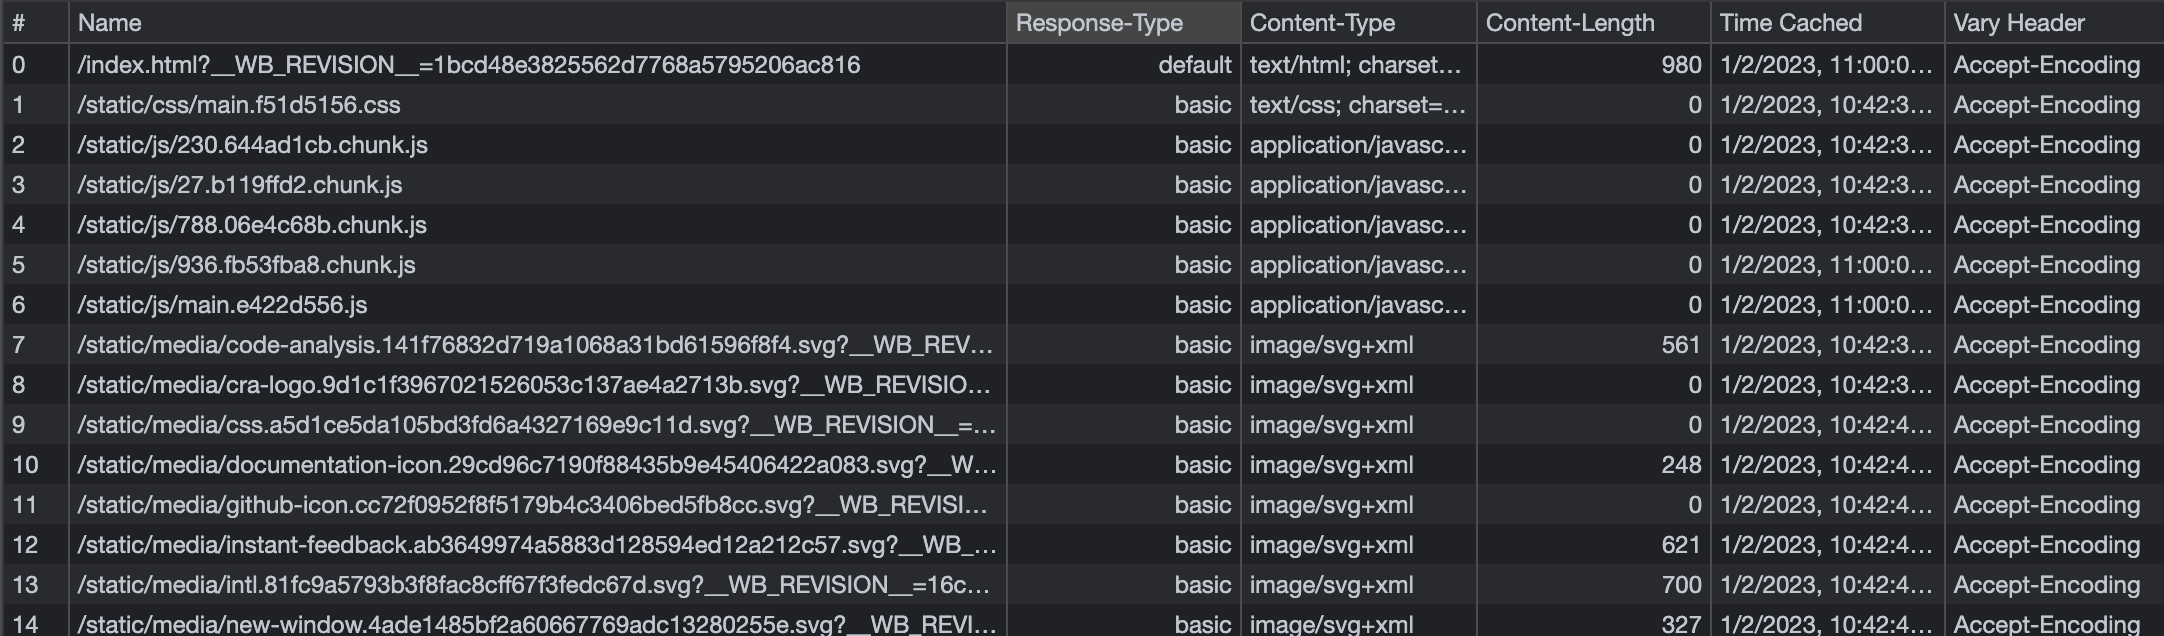 # Name Response-Type Content-Type Content-Length Time Cached Vary Header
0 /index.html?__WB_REVISION__=1bcd48e3825562d7768a5795206ac816 default text/html; charset... 980 1/2/2023, 11:00:0... Accept-Encoding
1 /static/css/main.f51d5156.css basic text/css; charset=... 0 1/2/2023, 10:42:3... Accept-Encoding
2 /static/js/230.644ad1cb.chunk.js basic application/javasc... 0 1/2/2023, 10:42:3... Accept-Encoding
3 /static/js/27.b119ffd2.chunk.js basic application/javasc... 0 1/2/2023, 10:42:3... Accept-Encoding
4 /static/js/788.06e4c68b.chunk.js basic application/javasc... 0 1/2/2023, 10:42:3... Accept-Encoding
5 /static/js/936.fb53fba8.chunk.js basic application/javasc... 0 1/2/2023, 11:00:0... Accept-Encoding
6 /static/js/main.e422d556.js basic application/javasc... 0 1/2/2023, 11:00:0... Accept-Encoding
7 /static/media/code-analysis.141f76832d719a1068a31bd61596f8f4.svg?__WB_REV... basic image/svg+xml 561 1/2/2023, 10:42:3... Accept-Encoding
8 /static/media/cra-logo.9d1c1f3967021526053c137ae4a2713b.svg?__WB_REVISIO... basic image/svg+xml 0 1/2/2023, 10:42:3... Accept-Encoding
9 /static/media/css.a5d1ce5da105bd3fd6a4327169e9c11d.svg?__WB_REVISION__=... basic image/svg+xml 0 1/2/2023, 10:42:4... Accept-Encoding
10 /static/media/documentation-icon.29cd96c7190f88435b9e45406422a083.svg?__W... basic image/svg+xml 248 1/2/2023, 10:42:4... Accept-Encoding
11 /static/media/github-icon.cc72f0952f8f5179b4c3406bed5fb8cc.svg?__WB_REVISI... basic image/svg+xml 0 1/2/2023, 10:42:4... Accept-Encoding
12 /static/media/instant-feedback.ab3649974a5883d128594ed12a212c57.svg?__WB_... basic image/svg+xml 621 1/2/2023, 10:42:4... Accept-Encoding
13 /static/media/intl.81fc9a5793b3f8fac8cff67f3fedc67d.svg?__WB_REVISION__=16c... basic image/svg+xml 700 1/2/2023, 10:42:4... Accept-Encoding
14 /static/media/new-window.4ade1485bf2a60667769adc13280255e.svg?__WB_REVI... basic image/svg+xml 327 1/2/2023, 10:42:4... Accept-Encoding